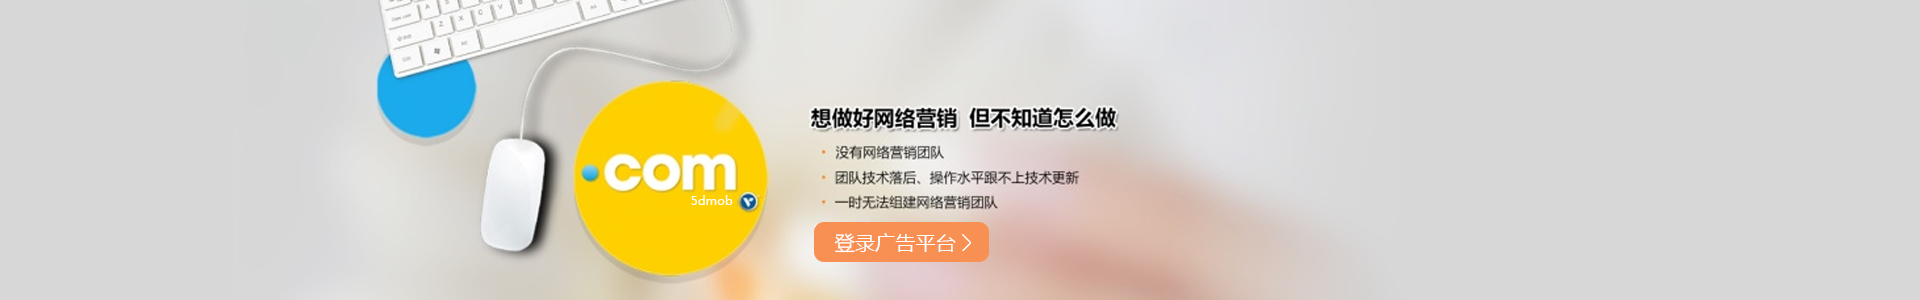 .com
5dmob
想做好网络营销 但不知道怎么做
· 没有网络营销团队
· 团队技术落后、操作水平跟不上技术更新
· 一时无法组建网络营销团队
登录广告平台 >